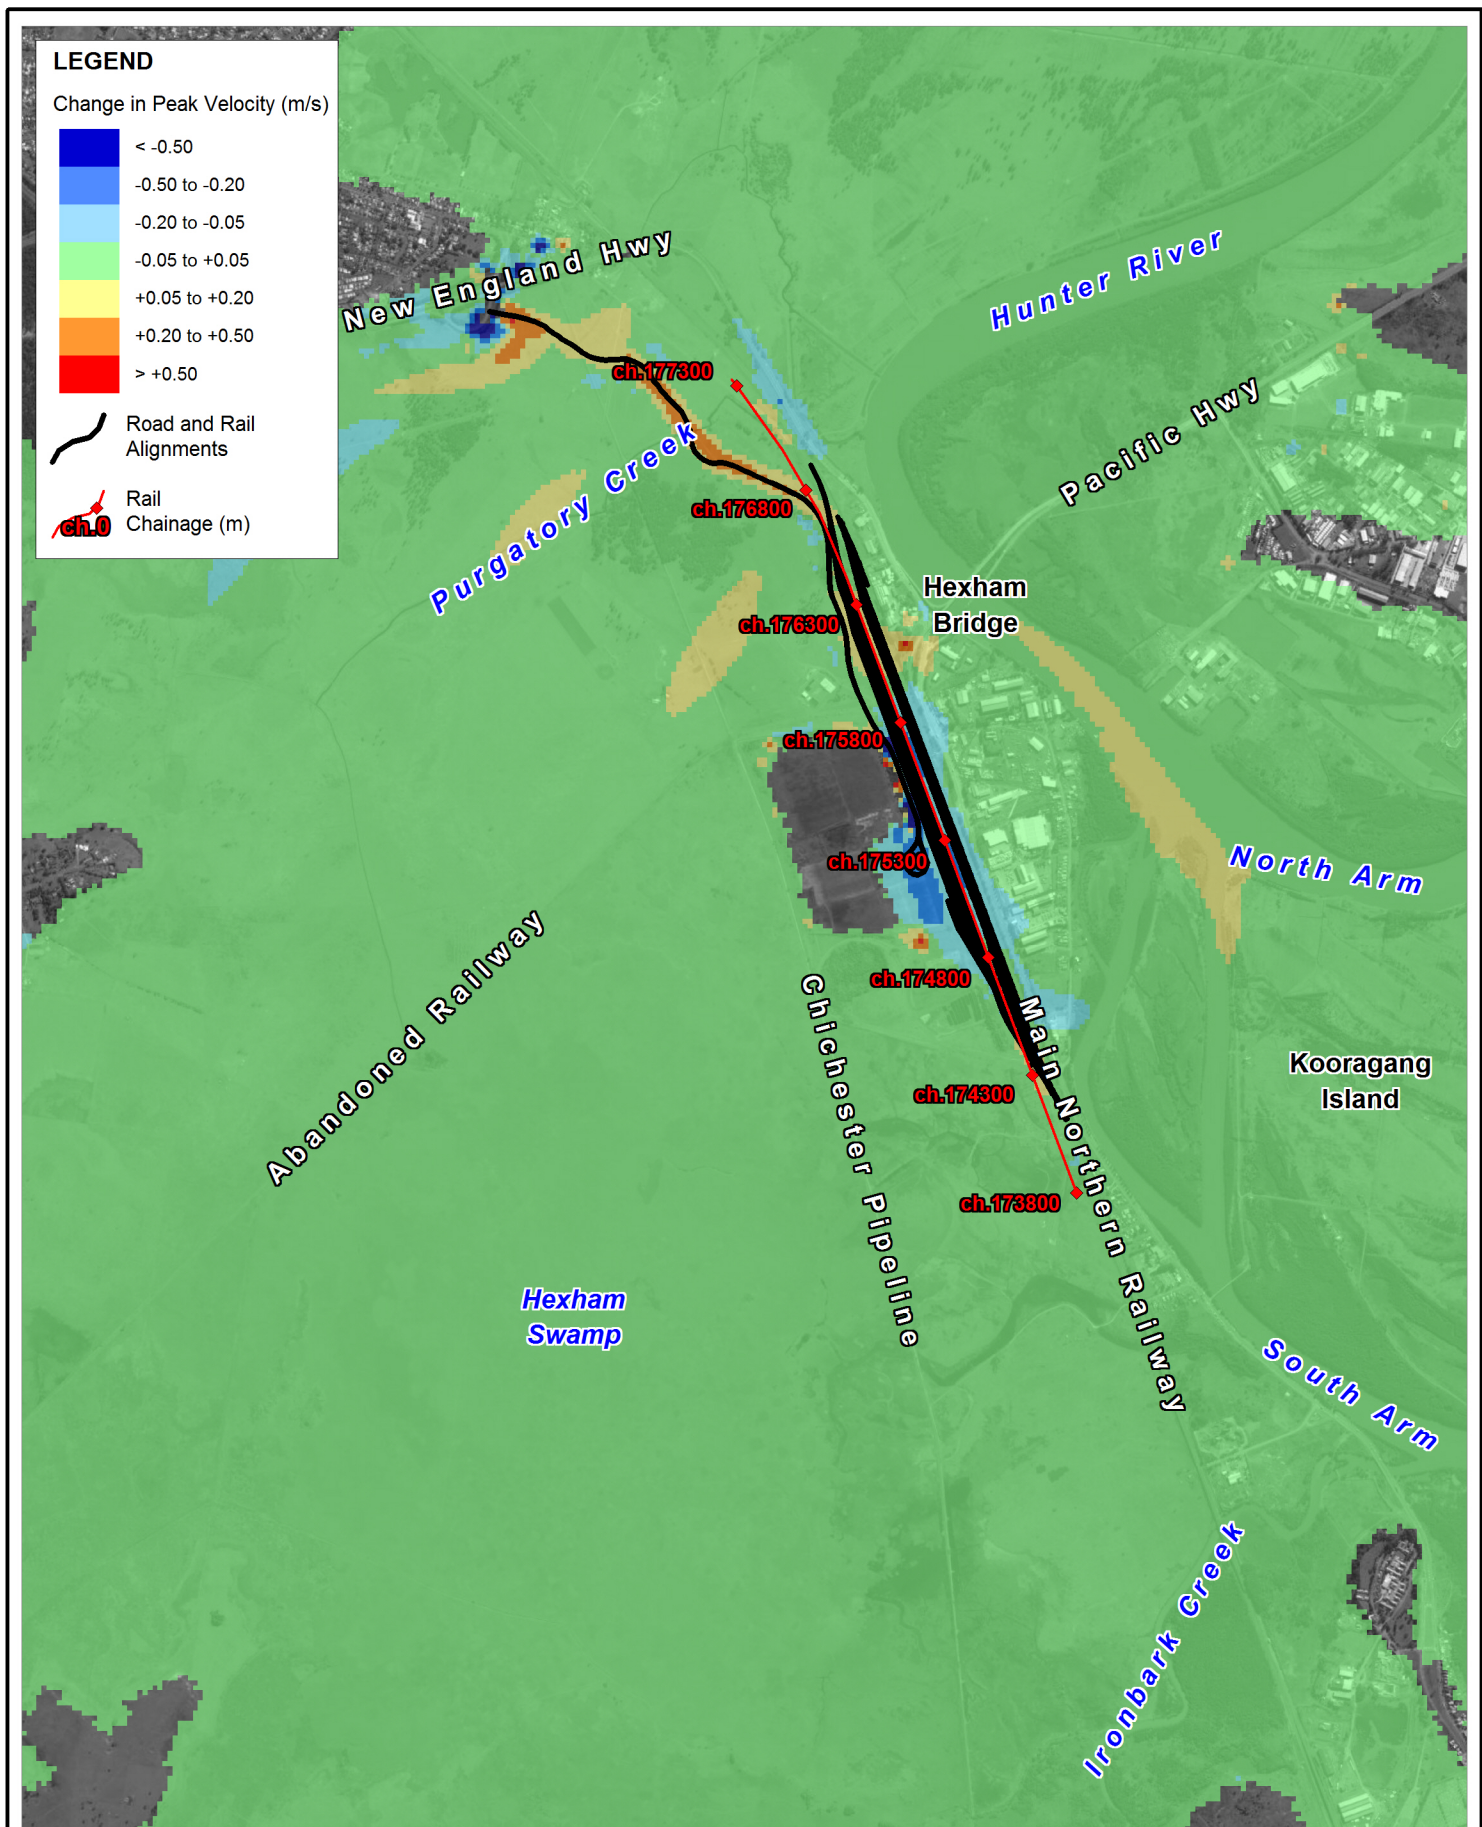 LEGEND
Change in Peak Velocity (m/s)
< -0.50
-0.50 to -0.20
-0.20 to -0.05
-0.05 to +0.05
+0.05 to +0.20
+0.20 to +0.50
> +0.50
Road and Rail
Alignments
Rail
Chainage (m)
ch.0
New England Hwy
Hunter River
ch.177300
Pacific Hwy
Purgatory Creek
ch.176800
Hexham
Bridge
ch.176300
ch.175800
ch.175300
North Arm
Abandoned Railway
ch.174800
Chichester Pipeline
Main Northern Railway
Kooragang
Island
ch.174300
ch.173800
Hexham
Swamp
South Arm
Ironbark Creek